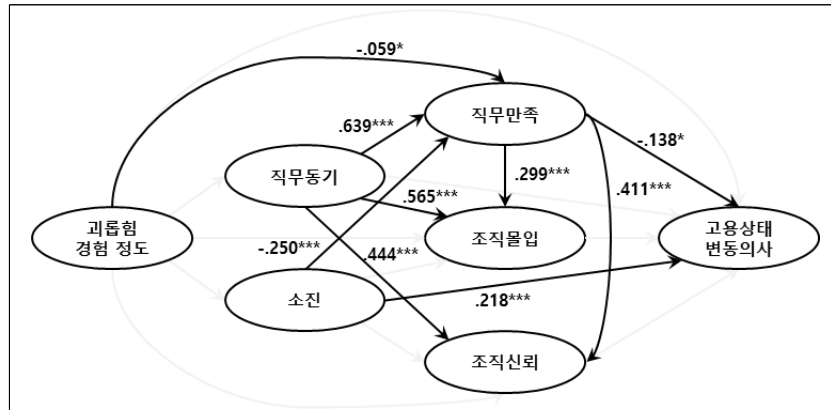 -.059*
직무만족
.639***
-.138*
직무동기
.299***
.565***
.411***
괴롭힘
경험 정도
조직몰입
고용상태
변동의사
-.250***
.444***
소진
.218***
조직신뢰